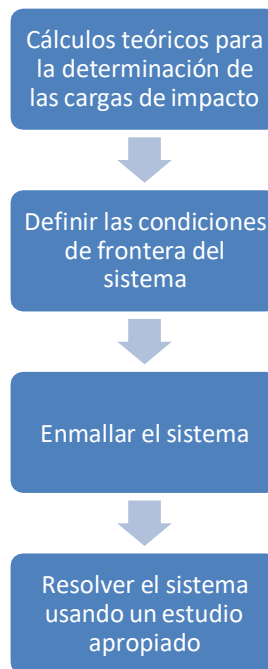 Cálculos teóricos para
la determinación de
las cargas de impacto
Definir las condiciones
de frontera del
sistema
Enmallar el sistema
Resolver el sistema
usando un estudio
apropiado